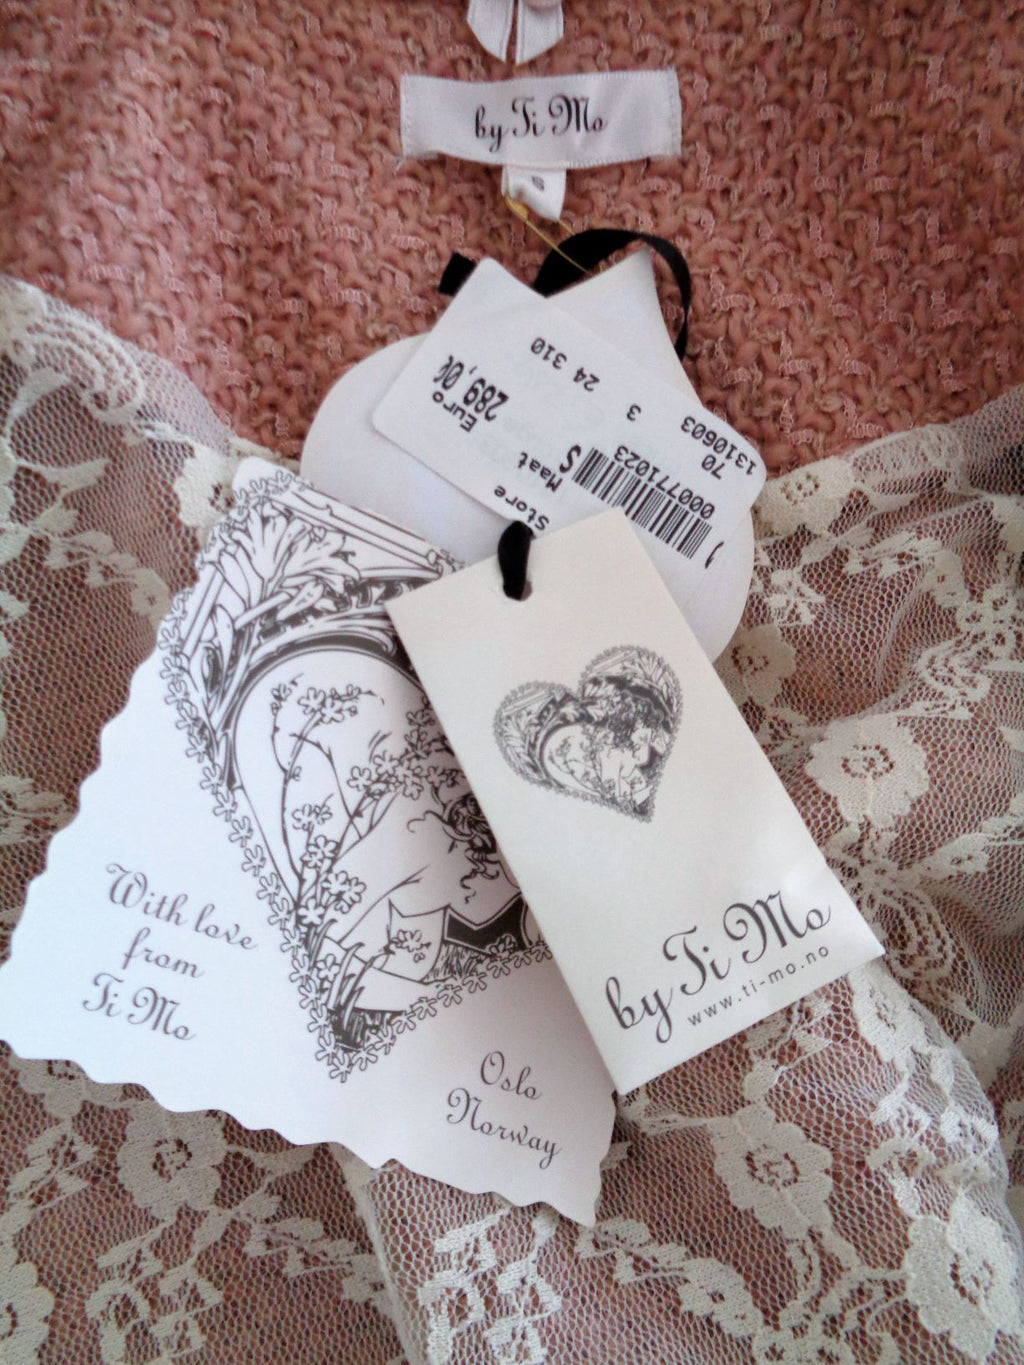 by Ti Mo
S
Store
Maat
S
Euro
289,0€
000771023
70
1310603
3
24 310
by Ti Mo
www.ti-mo.no
With love
from
Ti Mo
Oslo
Norway